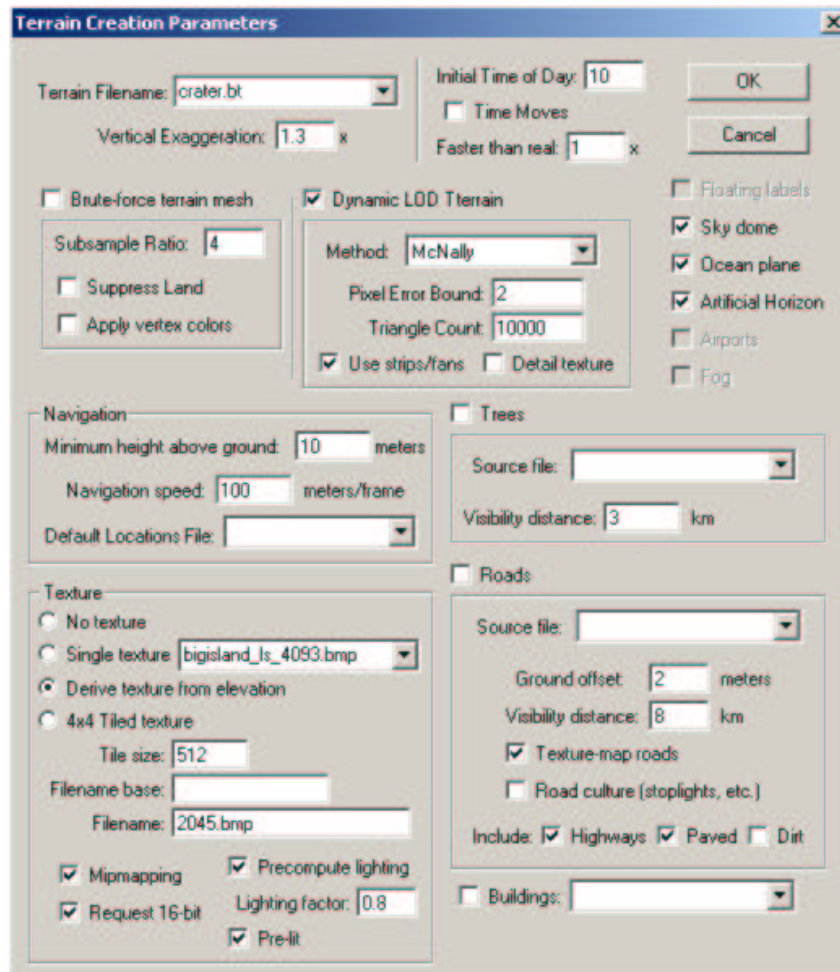 Terrain Creation Parameters
Terrain Filename: crater.bt
Vertical Exaggeration: 1.3 x
Initial Time of Day: 10
Time Moves
Faster than real: 1 x
OK
Cancel
Brute-force terrain mesh
Subsample Ratio: 4
Suppress Land
Apply vertex colors
Dynamic LOD Tterrain
Method: McNally
Pixel Error Bound: 2
Triangle Count: 10000
Use strips/fans Detail texture
Floating labels
Sky dome
Ocean plane
Artificial Horizon
Airports
Fog
Navigation
Minimum height above ground: 10 meters
Navigation speed: 100 meters/frame
Default Locations File:
Trees
Source file:
Visibility distance: 3 km
Texture
No texture
Single texture bigisland_ls_4093.bmp
Derive texture from elevation
4x4 Tiled texture
Tile size: 512
Filename base:
Filename: 2045.bmp
Mipmapping Precompute lighting
Request 16-bit Lighting factor: 0.8
Pre-lit
Roads
Source file:
Ground offset: 2 meters
Visibility distance: 8 km
Texture-map roads
Road culture (stoplights, etc.)
Include: Highways Paved Dirt
Buildings: